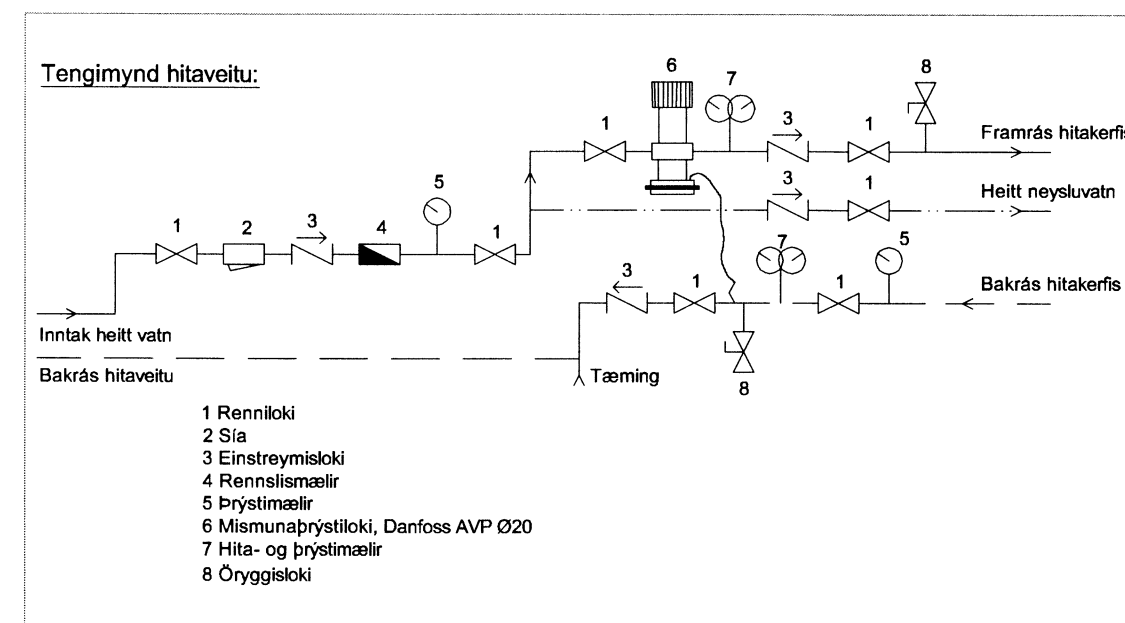 Tengimynd hitaveitu:
6
7
8
3
1
1
Framrás hitakerfis
5
3
1
Heitt neysluvatn
1
2
3
4
1
7
5
3
1
1
Bakrás hitakerfis
Inntak heitt vatn
Bakrás hitaveitu
Tæming
8
1 Renniloki
2 Sía
3 Einstreymisloki
4 Rennslismælir
5 Þrýstimælir
6 Mismunaþrýstiloki, Danfoss AVP Ø20
7 Hita- og þrýstimælir
8 Öryggisloki